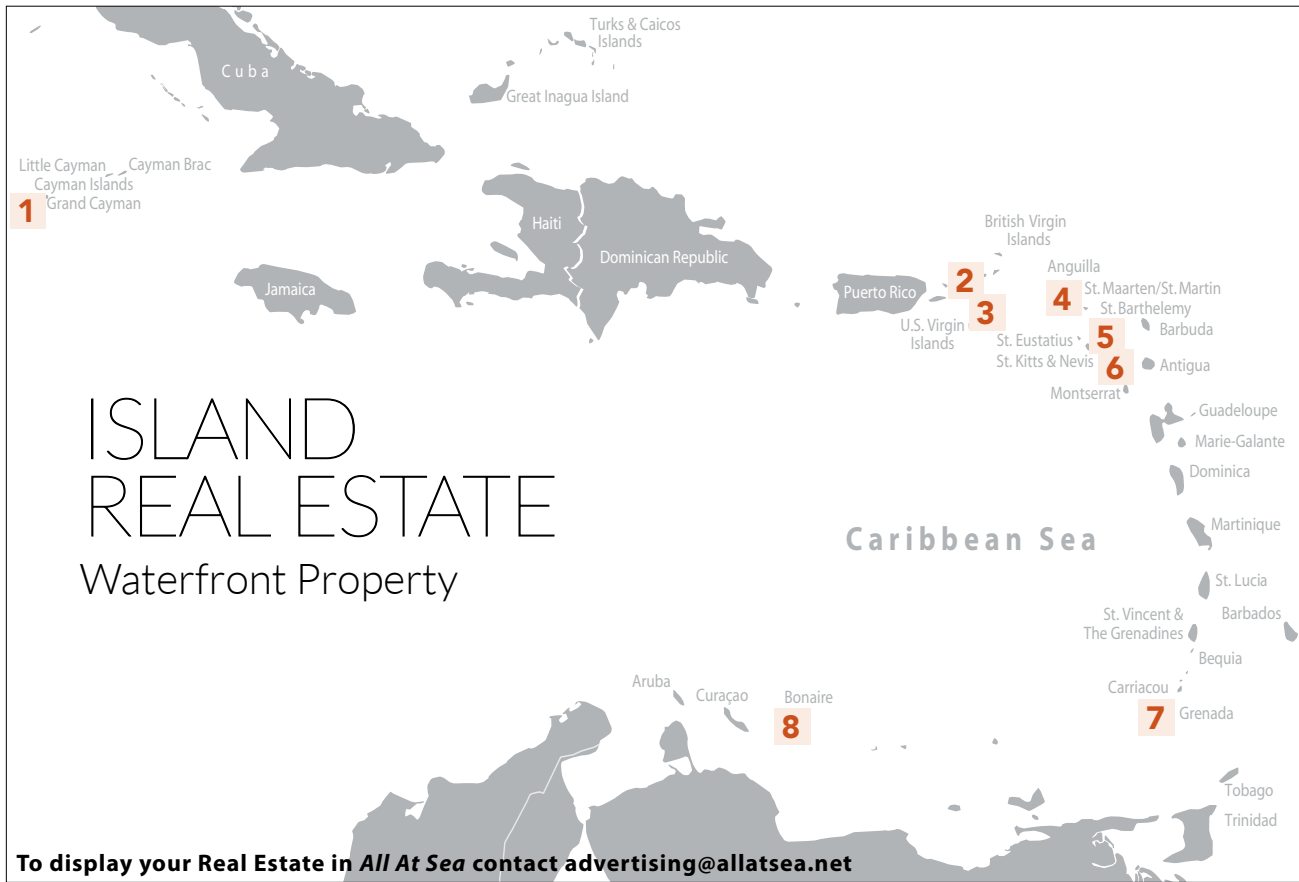 Turks & Caicos
Islands
Cuba
Great Inagua Island
Little Cayman
Cayman Brac
Cayman Islands
Grand Cayman
1
Haiti
Dominican Republic
Jamaica
Puerto Rico
British Virgin
Islands
2
3
U.S. Virgin
Islands
Anguilla
4
St. Maarten/St. Martin
St. Barthelemy
Barbuda
5
St. Eustatius
St. Kitts & Nevis
6
Antigua
Montserrat
Guadeloupe
Marie-Galante
Dominica
ISLAND
REAL ESTATE
Waterfront Property
Caribbean Sea
Martinique
St. Lucia
St. Vincent &
The Grenadines
Barbados
Bequia
Carriacou
7
Grenada
Aruba
Curaçao
Bonaire
8
Tobago
Trinidad
To display your Real Estate in All At Sea contact advertising@allatsea.net